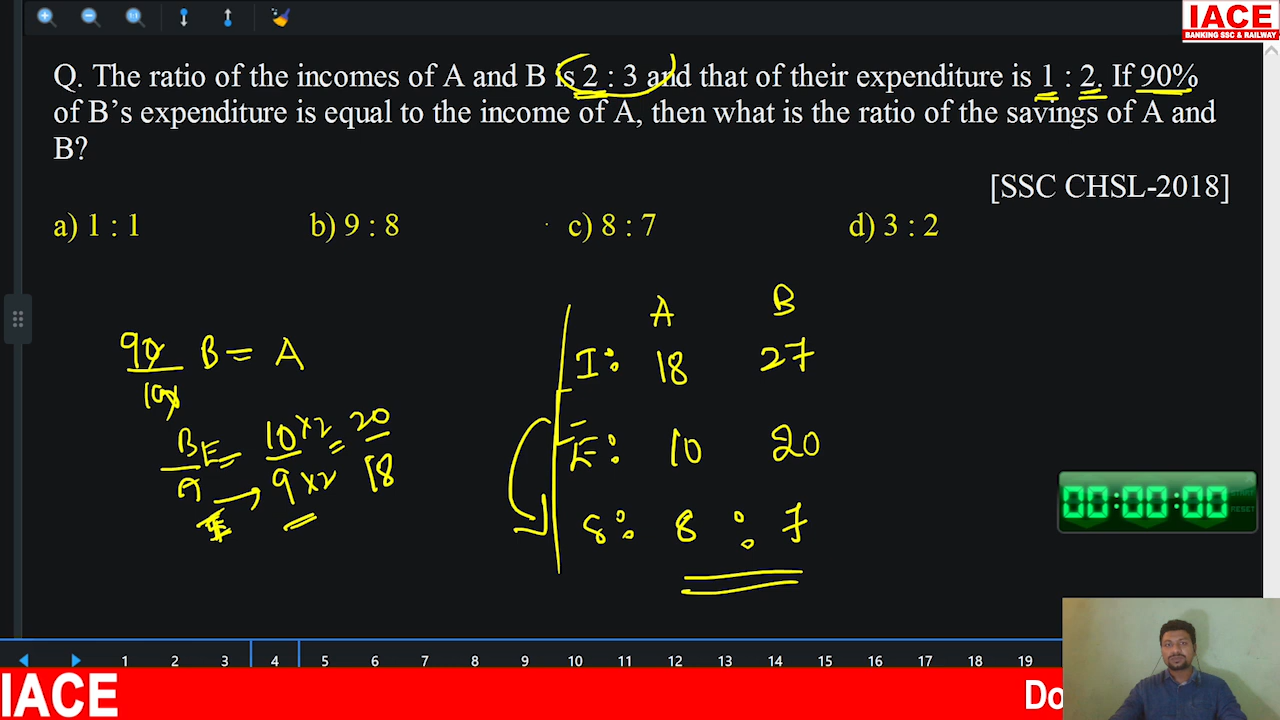 IACE
BANKING SSC & RAILWAY
Q. The ratio of the incomes of A and B is 2 : 3 and that of their expenditure is 1 : 2. If 90%
of B’s expenditure is equal to the income of A, then what is the ratio of the savings of A and
B?
[SSC CHSL-2018]
a) 1 : 1 b) 9 : 8 c) 8 : 7 d) 3 : 2
A B
I: 18 27
E: 10 20
S: 8 : 7
90/100 B = A
BE/A = 10×2/9×2 = 20/18
I
00:00:00
START
RESET
1 2 3 4 5 6 7 8 9 10 11 12 13 14 15 16 17 18 19
IACE
Do